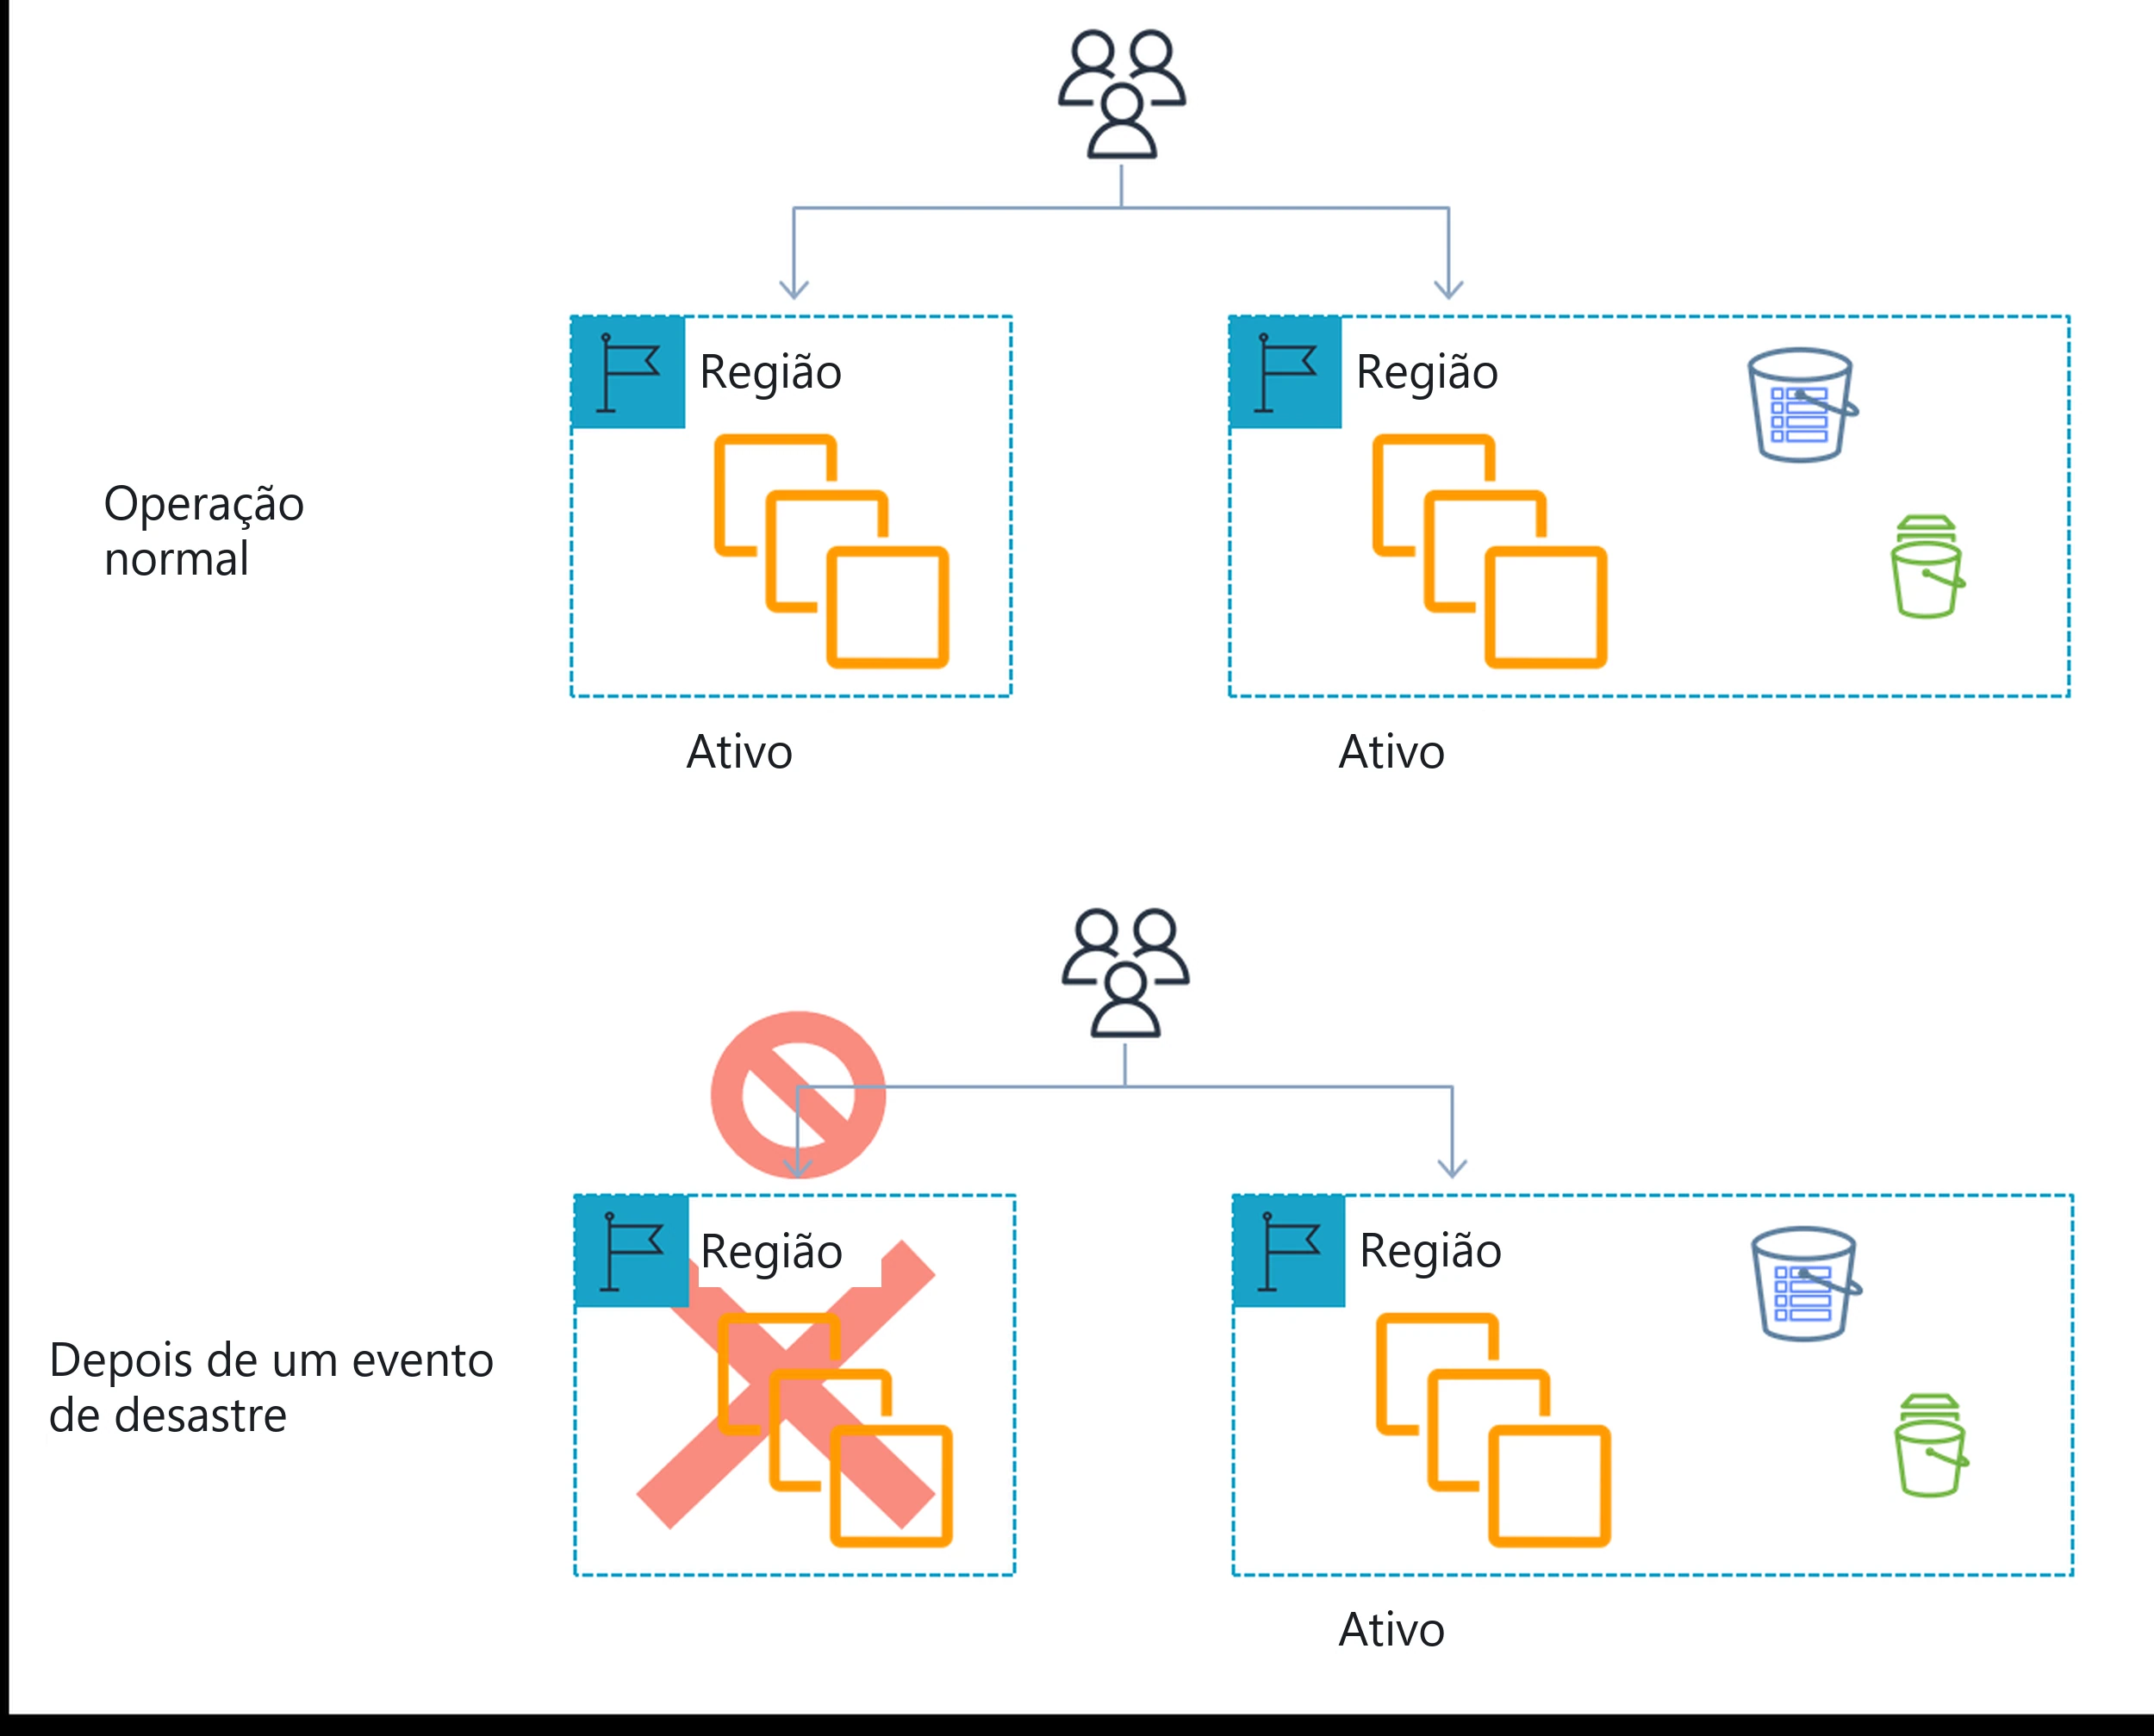 Região
Região
Operação
normal
Ativo
Ativo
Região
Região
Depois de um evento
de desastre
Ativo